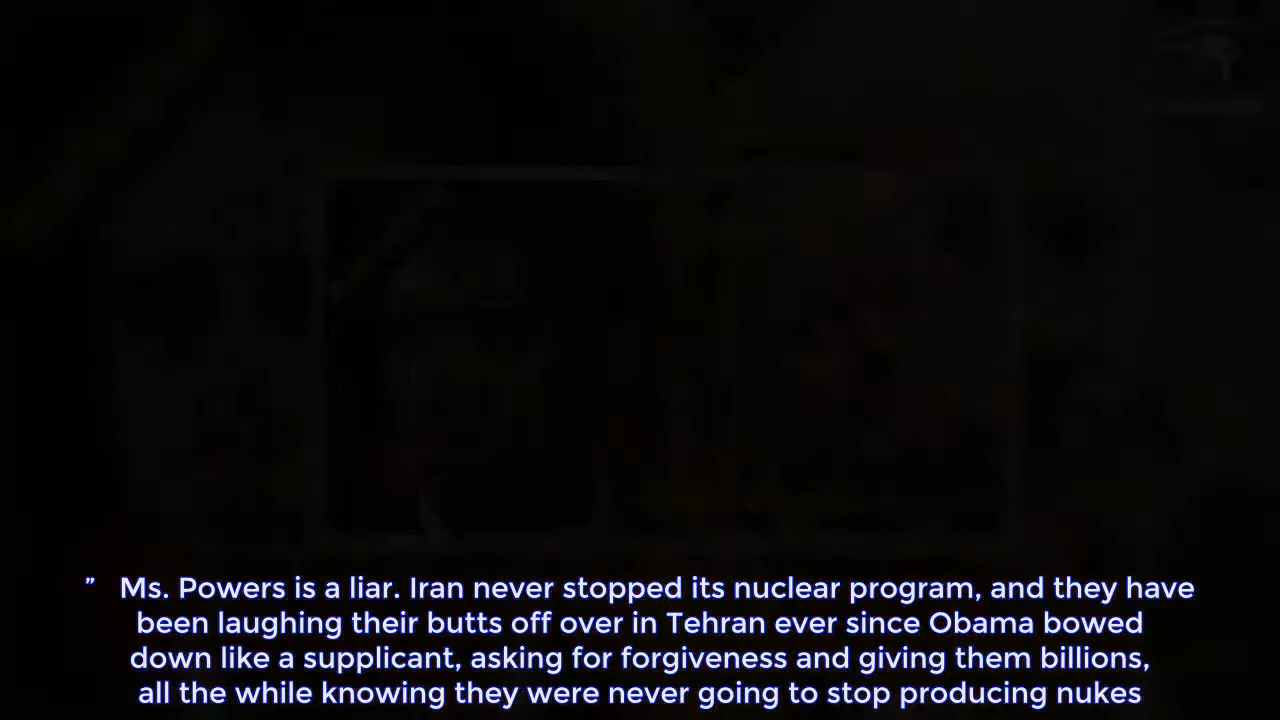 ” Ms. Powers is a liar. Iran never stopped its nuclear program, and they have
been laughing their butts off over in Tehran ever since Obama bowed
down like a supplicant, asking for forgiveness and giving them billions,
all the while knowing they were never going to stop producing nukes